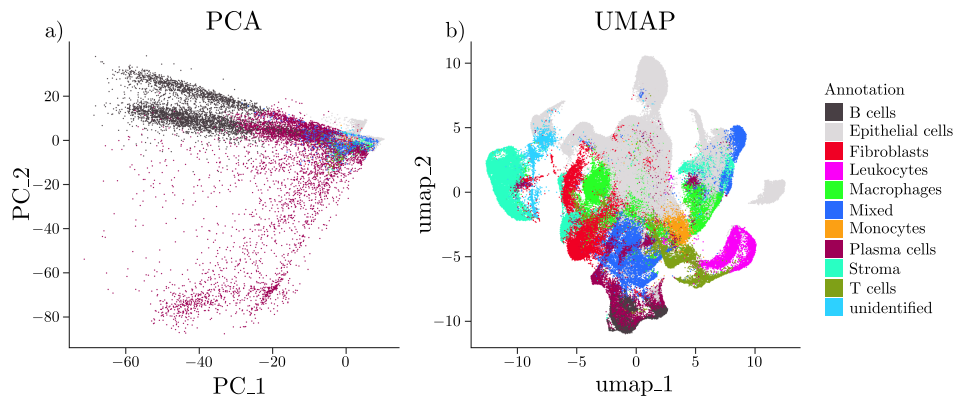 a)
PCA
20
0
−20
−40
−60
−80
PC_2
−60
−40
−20
0
PC_1
b)
UMAP
10
5
0
−5
−10
umap_2
−10
−5
0
5
10
umap_1
Annotation
B cells
Epithelial cells
Fibroblasts
Leukocytes
Macrophages
Mixed
Monocytes
Plasma cells
Stroma
T cells
unidentified